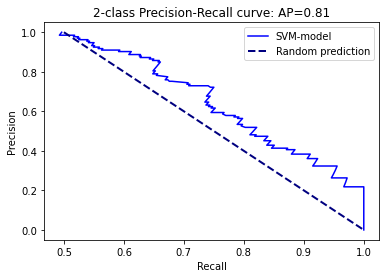 2-class Precision-Recall curve: AP=0.81
SVM-model
Random prediction
Precision
1.0
0.8
0.6
0.4
0.2
0.0
0.5
0.6
0.7
0.8
0.9
1.0
Recall